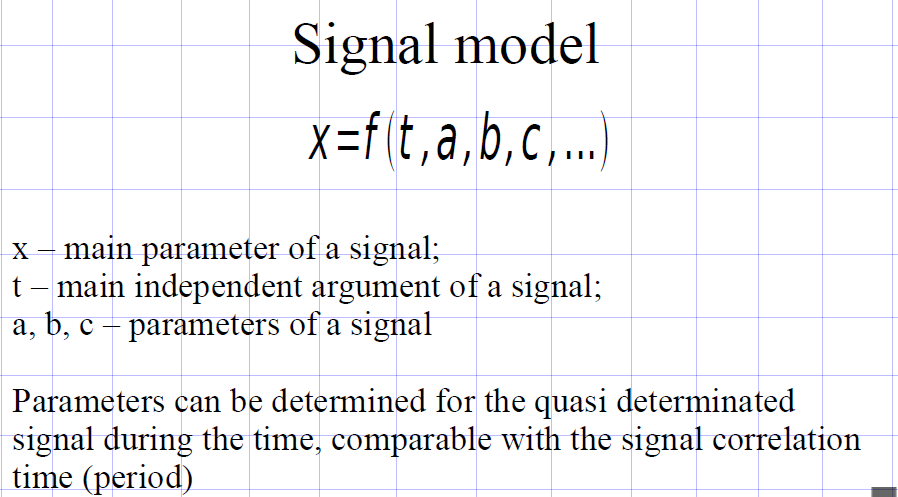 Signal model
x=f(t,a,b,c,...)
x – main parameter of a signal;
t – main independent argument of a signal;
a, b, c – parameters of a signal
Parameters can be determined for the quasi determinated
signal during the time, comparable with the signal correlation
time (period)